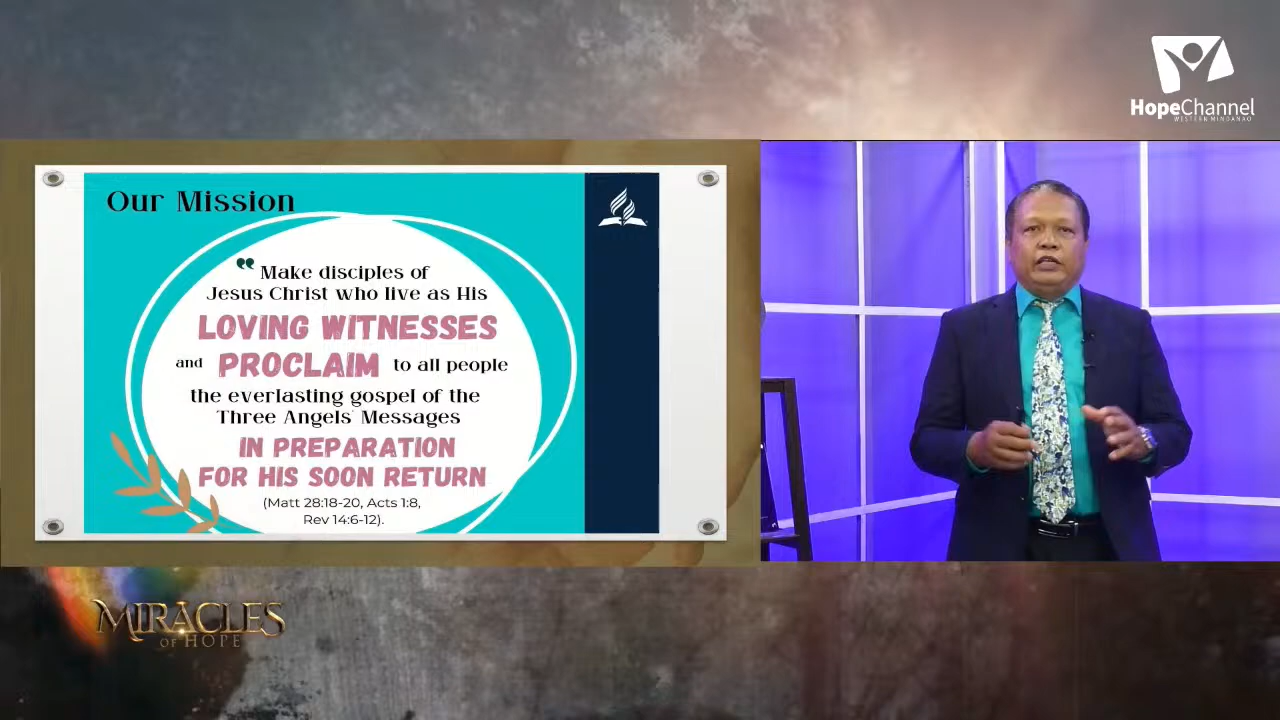 HopeChannel
WESTERN MINDANAO
Our Mission
“ Make disciples of
Jesus Christ who live as His
LOVING WITNESSES
and PROCLAIM to all people
the everlasting gospel of the
Three Angels' Messages
IN PREPARATION
FOR HIS SOON RETURN
(Matt 28:18-20, Acts 1:8,
Rev 14:6-12).
MIRACLES
OF HOPE